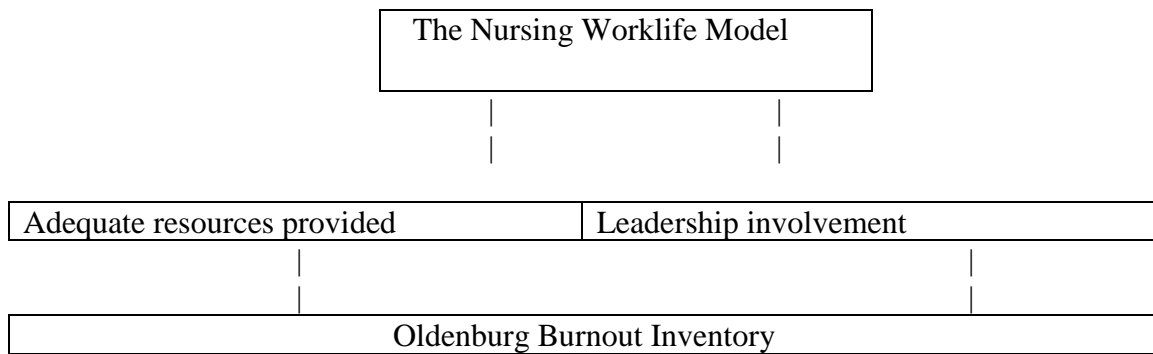 The Nursing Worklife Model
Adequate resources provided
Leadership involvement
Oldenburg Burnout Inventory